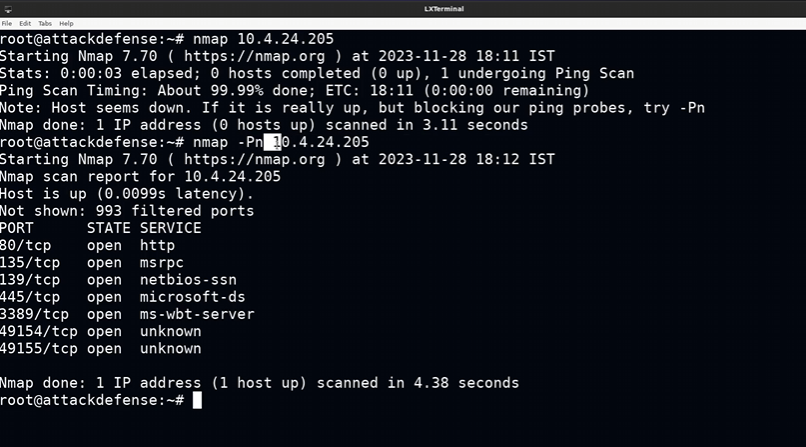 LXTerminal
File Edit Tabs Help
root@attackdefense:~# nmap 10.4.24.205
Starting Nmap 7.70 ( https://nmap.org ) at 2023-11-28 18:11 IST
Stats: 0:00:03 elapsed; 0 hosts completed (0 up), 1 undergoing Ping Scan
Ping Scan Timing: About 99.99% done; ETC: 18:11 (0:00:00 remaining)
Note: Host seems down. If it is really up, but blocking our ping probes, try -Pn
Nmap done: 1 IP address (0 hosts up) scanned in 3.11 seconds
root@attackdefense:~# nmap -Pn 10.4.24.205
Starting Nmap 7.70 ( https://nmap.org ) at 2023-11-28 18:12 IST
Nmap scan report for 10.4.24.205
Host is up (0.0099s latency).
Not shown: 993 filtered ports
PORT      STATE SERVICE
80/tcp    open  http
135/tcp   open  msrpc
139/tcp   open  netbios-ssn
445/tcp   open  microsoft-ds
3389/tcp  open  ms-wbt-server
49154/tcp open  unknown
49155/tcp open  unknown
Nmap done: 1 IP address (1 host up) scanned in 4.38 seconds
root@attackdefense:~#